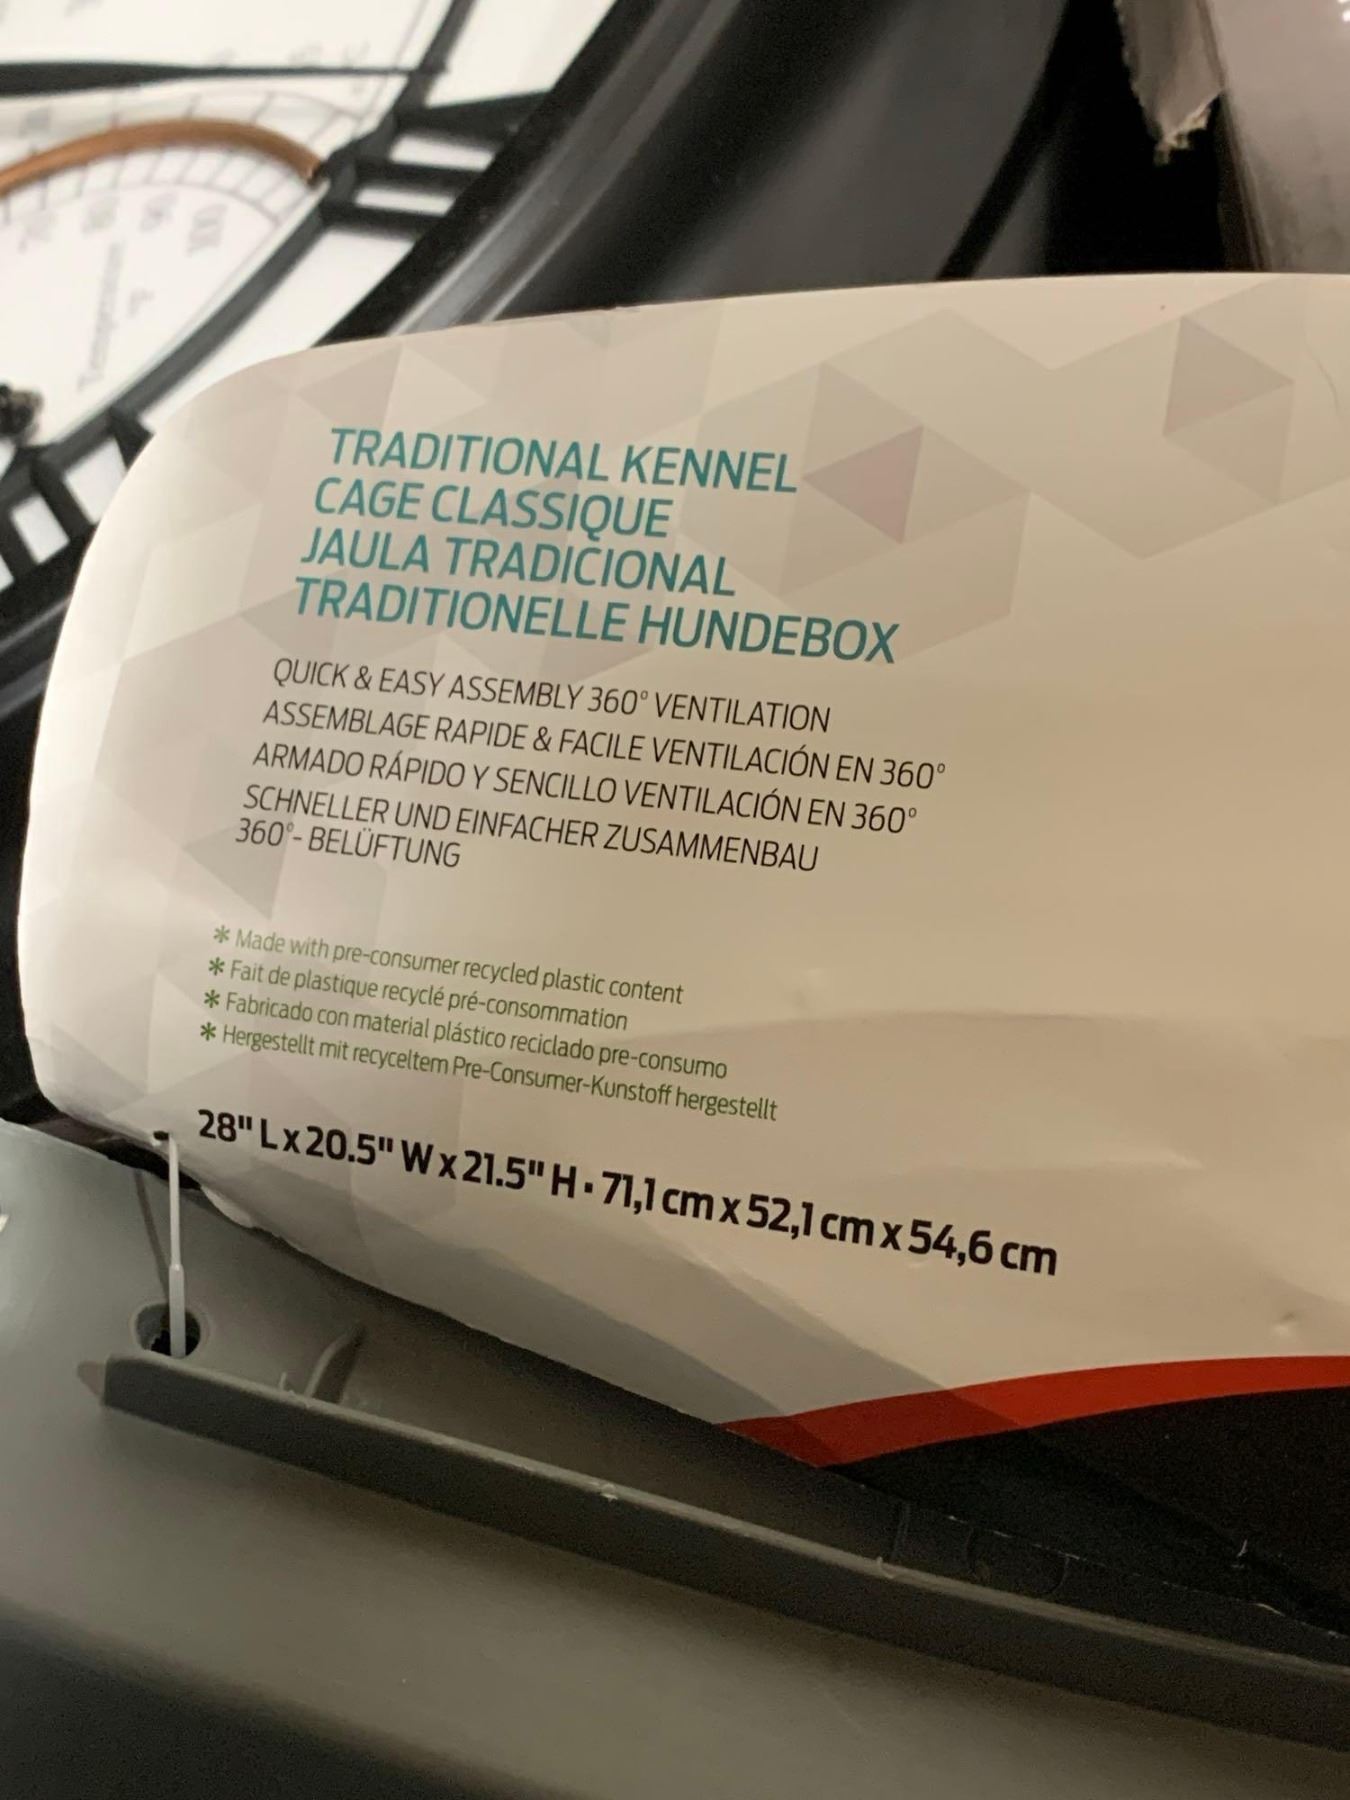 TRADITIONAL KENNEL
CAGE CLASSIQUE
JAULA TRADICIONAL
TRADITIONELLE HUNDEBOX
QUICK & EASY ASSEMBLY 360° VENTILATION
ASSEMBLAGE RAPIDE & FACILE VENTILACIÓN EN 360°
ARMADO RÁPIDO Y SENCILLO VENTILACIÓN EN 360°
SCHNELLER UND EINFACHER ZUSAMMENBAU
360°- BELÜFTUNG
* Made with pre-consumer recycled plastic content
* Fait de plastique recyclé pré-consommation
* Fabricado con material plástico reciclado pre-consumo
* Hergestellt mit recyceltem Pre-Consumer-Kunstoff hergestellt
28" L x 20.5" W x 21.5" H ▪ 71,1 cm x 52,1 cm x 54,6 cm